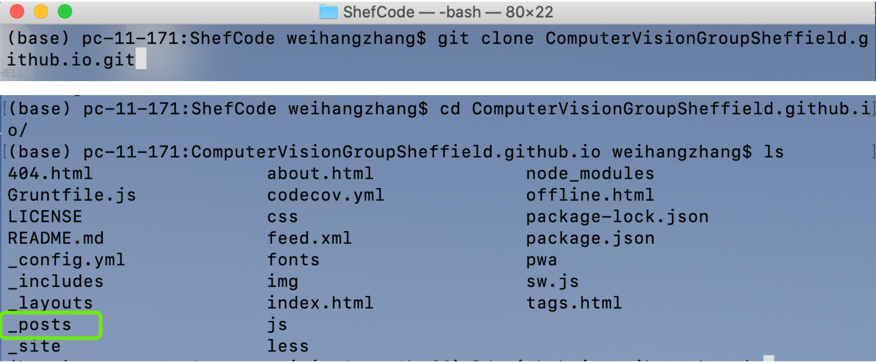 ShefCode — -bash — 80×22
(base) pc-11-171:ShefCode weihangzhang$ git clone ComputerVisionGroupSheffield.g
ithub.io.git
HELL
[(base) pc-11-171:ShefCode weihangzhang$ cd ComputerVisionGroupSheffield.github.i]
o/
[(base) pc-11-171:ComputerVisionGroupSheffield.github.io weihangzhang$ ls ]
404.html about.html node_modules
Gruntfile.js codecov.yml offline.html
LICENSE css package-lock.json
README.md feed.xml package.json
_config.yml fonts pwa
_includes img sw.js
_layouts index.html tags.html
_posts js
_site less